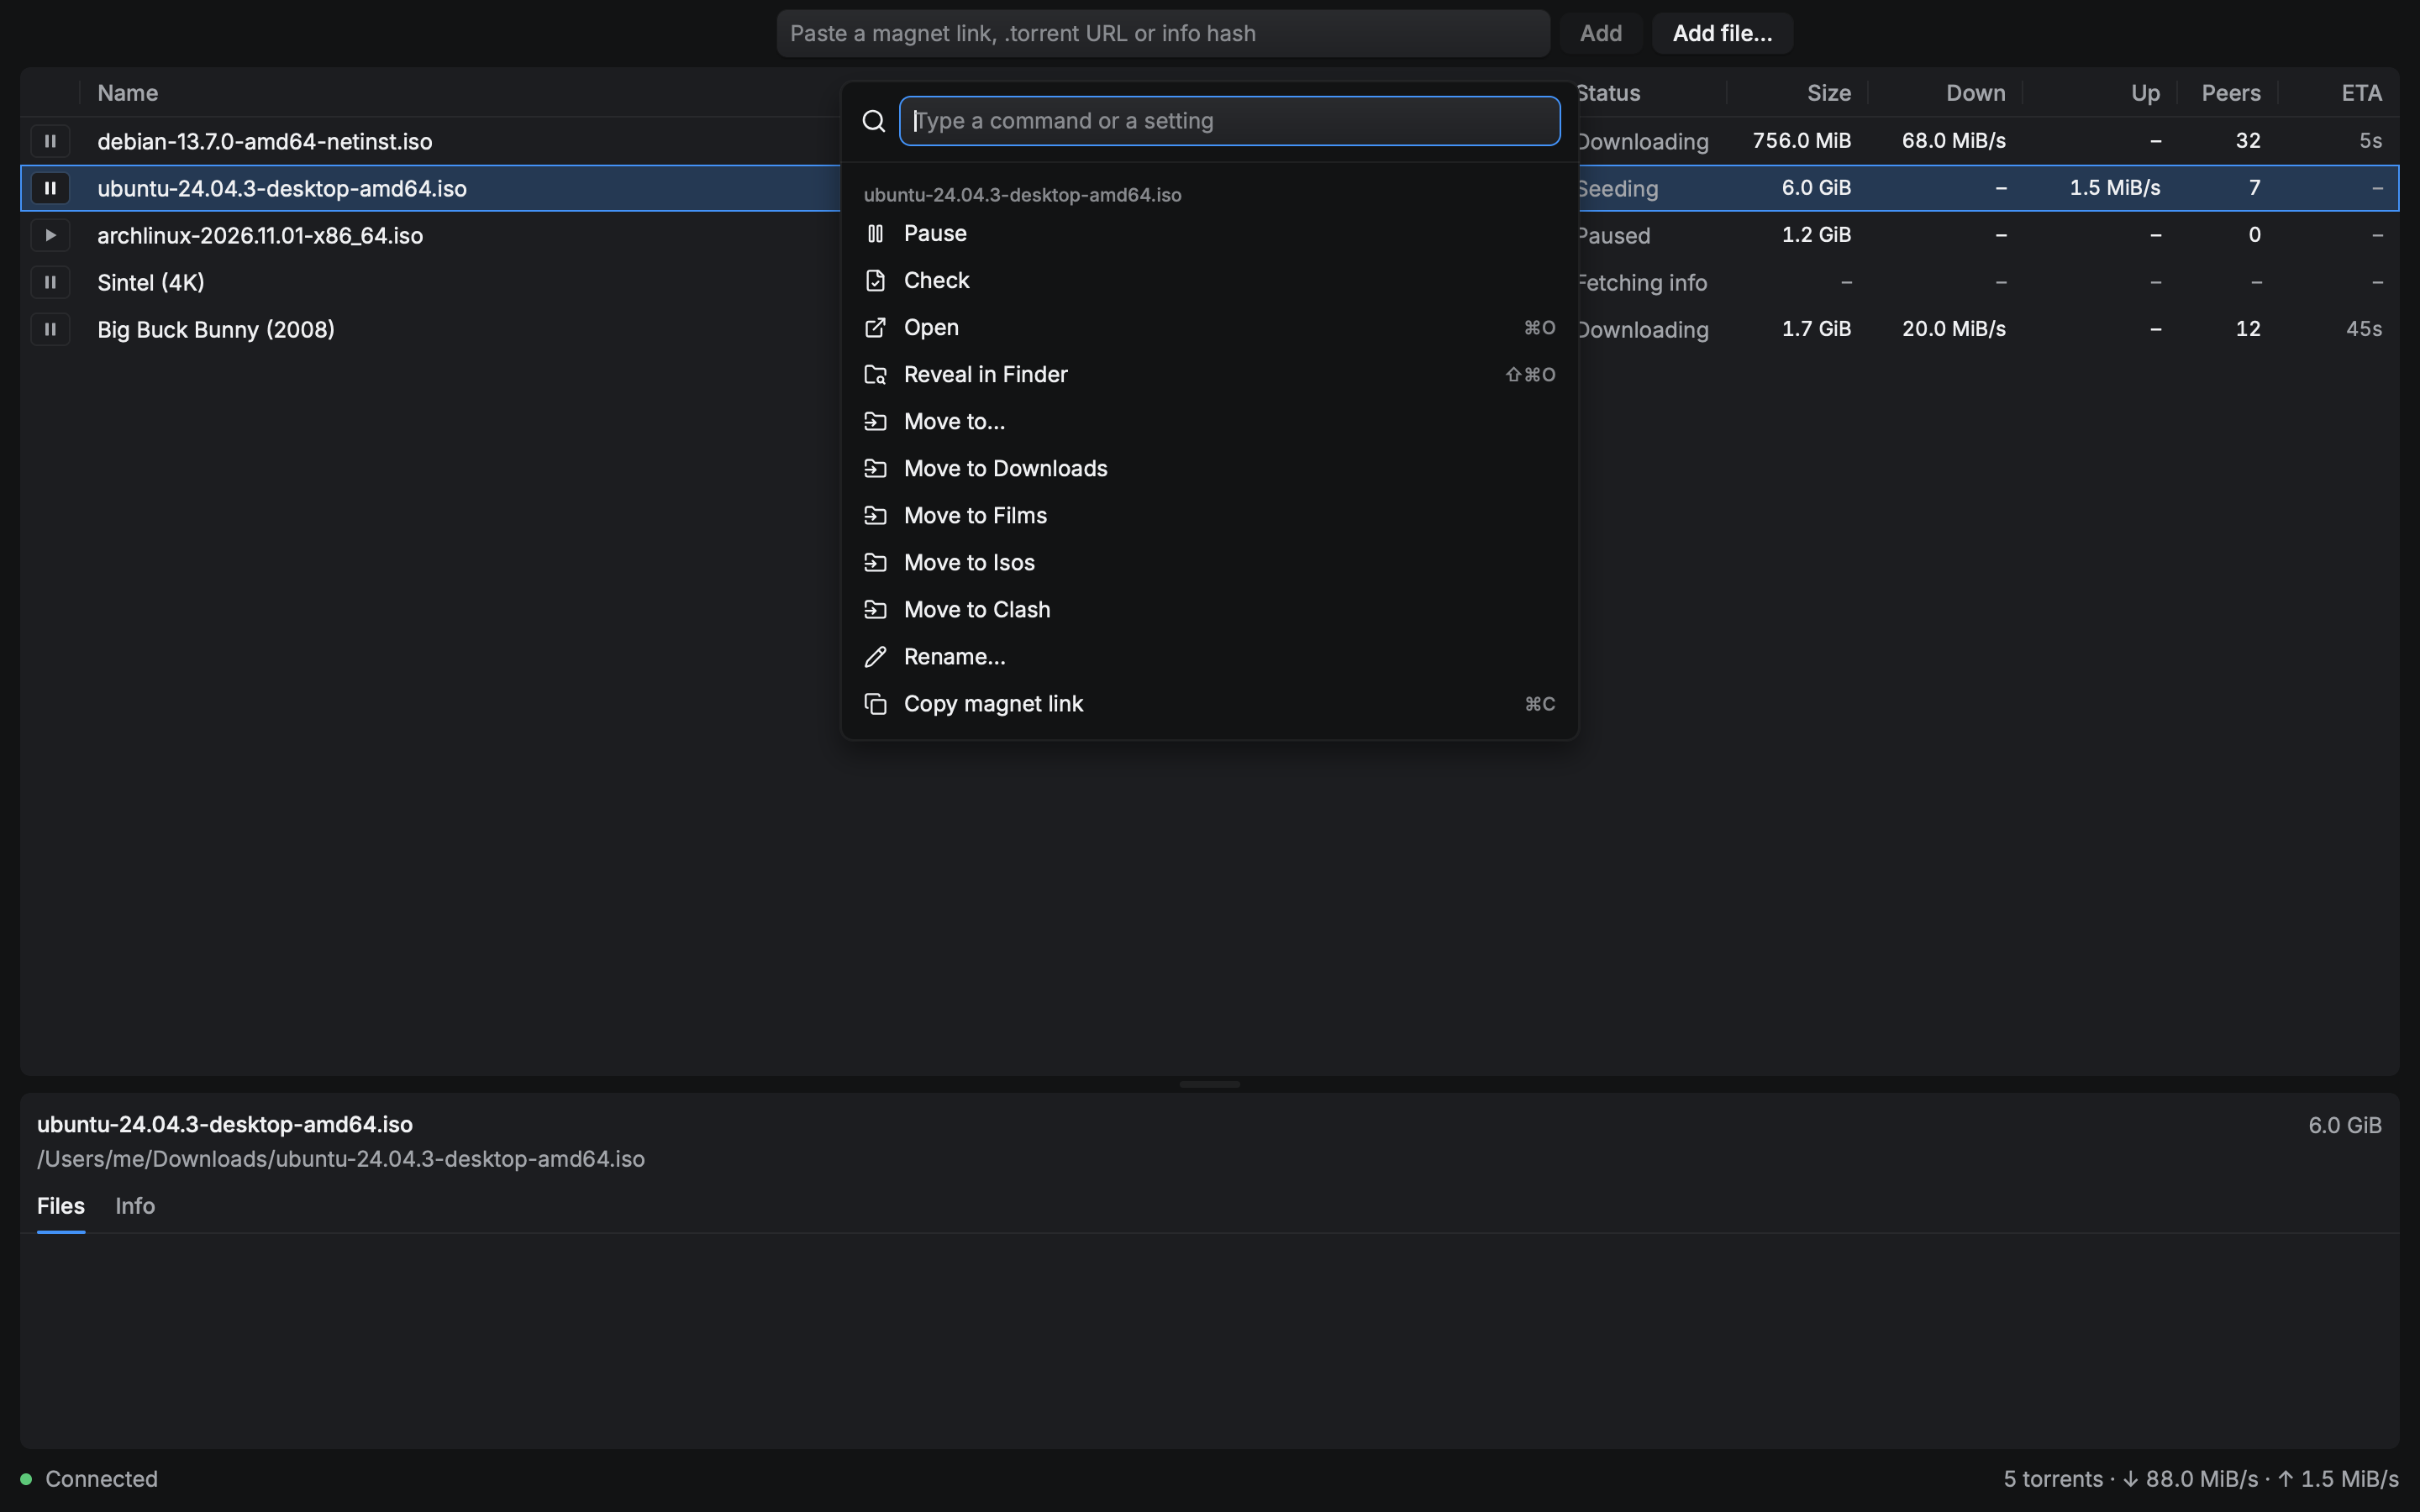 Paste a magnet link, .torrent URL or info hash Add Add file...
Name Status Size Down Up Peers ETA
Type a command or a setting
debian-13.7.0-amd64-netinst.iso Downloading 756.0 MiB 68.0 MiB/s – 32 5s
ubuntu-24.04.3-desktop-amd64.iso Seeding 6.0 GiB – 1.5 MiB/s 7 –
archlinux-2026.11.01-x86_64.iso Paused 1.2 GiB – – 0 –
Sintel (4K) Fetching info – – – – –
Big Buck Bunny (2008) Downloading 1.7 GiB 20.0 MiB/s – 12 45s
ubuntu-24.04.3-desktop-amd64.iso
Pause
Check
Open ⌘O
Reveal in Finder ⇧⌘O
Move to...
Move to Downloads
Move to Films
Move to Isos
Move to Clash
Rename...
Copy magnet link ⌘C
ubuntu-24.04.3-desktop-amd64.iso 6.0 GiB
/Users/me/Downloads/ubuntu-24.04.3-desktop-amd64.iso
Files Info
Connected 5 torrents · ↓ 88.0 MiB/s · ↑ 1.5 MiB/s